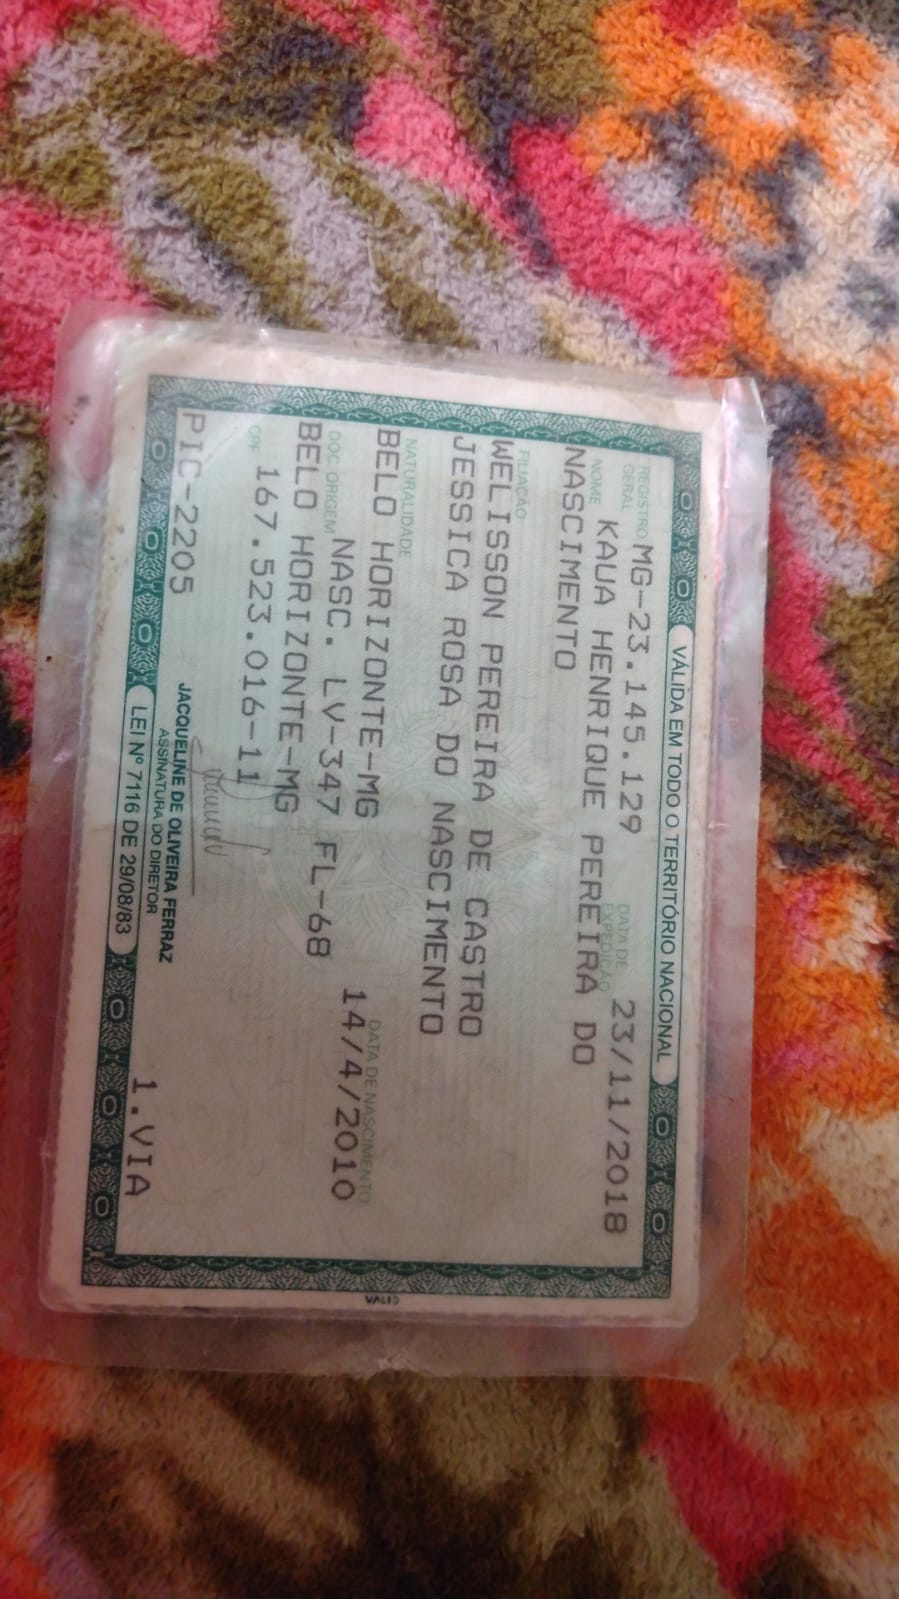 VÁLIDA EM TODO O TERRITÓRIO NACIONAL
REGISTRO GERAL MG-23.145.129 DATA DE EXPEDIÇÃO 23/11/2018
NOME KAUA HENRIQUE PEREIRA DO
NASCIMENTO
FILIAÇÃO
WELISSON PEREIRA DE CASTRO
JESSICA ROSA DO NASCIMENTO
NATURALIDADE DATA DE NASCIMENTO
BELO HORIZONTE-MG 14/4/2010
DOC ORIGEM NASC. LV-347 FL-68
BELO HORIZONTE-MG
CPF 167.523.016-11
PIC-2205
JACQUELINE DE OLIVEIRA FERRAZ
ASSINATURA DO DIRETOR
1.VIA
LEI Nº 7116 DE 29/08/83